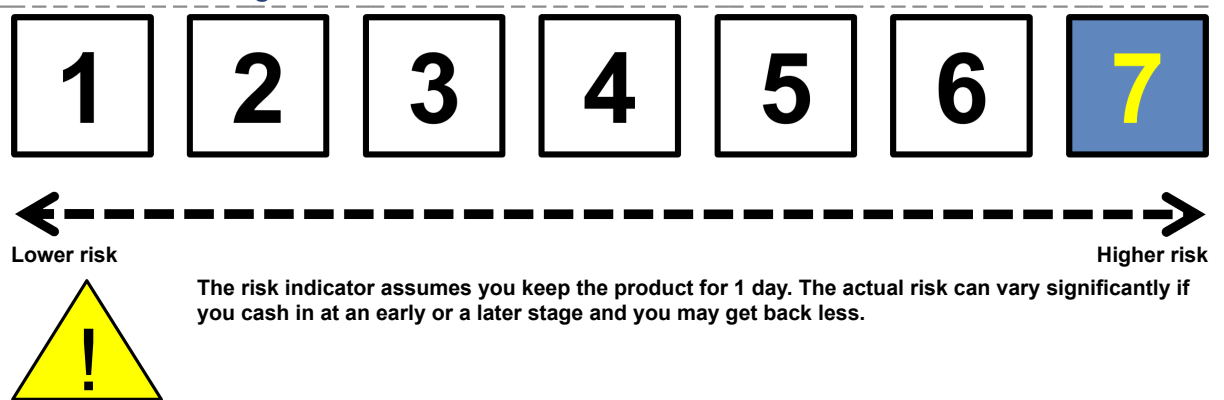 1 2 3 4 5 6 7
Lower risk Higher risk
The risk indicator assumes you keep the product for 1 day. The actual risk can vary significantly if
you cash in at an early or a later stage and you may get back less.
!